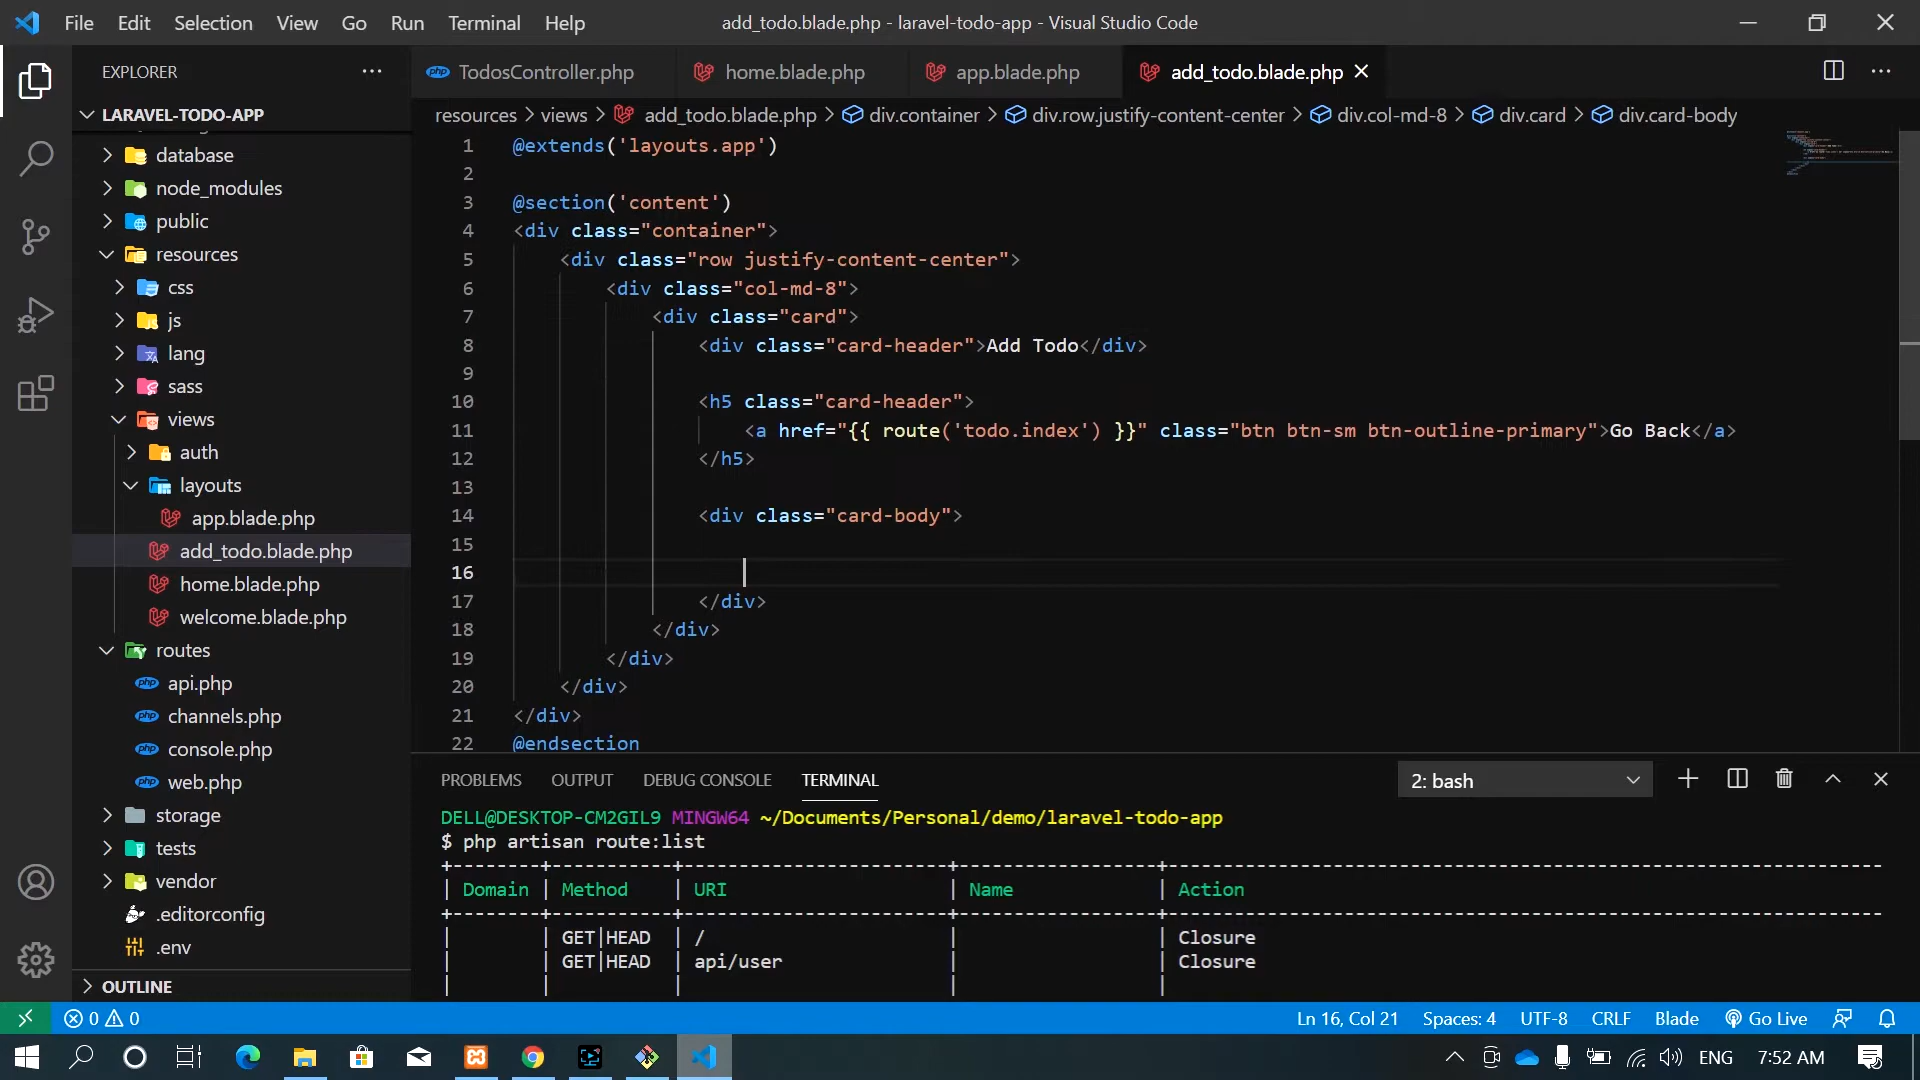 File Edit Selection View Go Run Terminal Help
add_todo.blade.php - laravel-todo-app - Visual Studio Code
EXPLORER
LARAVEL-TODO-APP
database
node_modules
public
resources
css
js
lang
sass
views
auth
layouts
app.blade.php
add_todo.blade.php
home.blade.php
welcome.blade.php
routes
api.php
channels.php
console.php
web.php
storage
tests
vendor
.editorconfig
.env
OUTLINE
TodosController.php home.blade.php app.blade.php add_todo.blade.php
resources > views > add_todo.blade.php > div.container > div.row.justify-content-center > div.col-md-8 > div.card > div.card-body
1 @extends('layouts.app')
2
3 @section('content')
4 <div class="container">
5 <div class="row justify-content-center">
6 <div class="col-md-8">
7 <div class="card">
8 <div class="card-header">Add Todo</div>
9
10 <h5 class="card-header">
11 <a href="{{ route('todo.index') }}" class="btn btn-sm btn-outline-primary">Go Back</a>
12 </h5>
13
14 <div class="card-body">
15
16
17 </div>
18 </div>
19 </div>
20 </div>
21 </div>
22 @endsection
PROBLEMS OUTPUT DEBUG CONSOLE TERMINAL
2: bash
DELL@DESKTOP-CM2GIL9 MINGW64 ~/Documents/Personal/demo/laravel-todo-app
$ php artisan route:list
| Domain | Method | URI | Name | Action
| | GET|HEAD | / | | Closure
| | GET|HEAD | api/user | | Closure
0 0
Ln 16, Col 21 Spaces: 4 UTF-8 CRLF Blade Go Live
ENG 7:52 AM